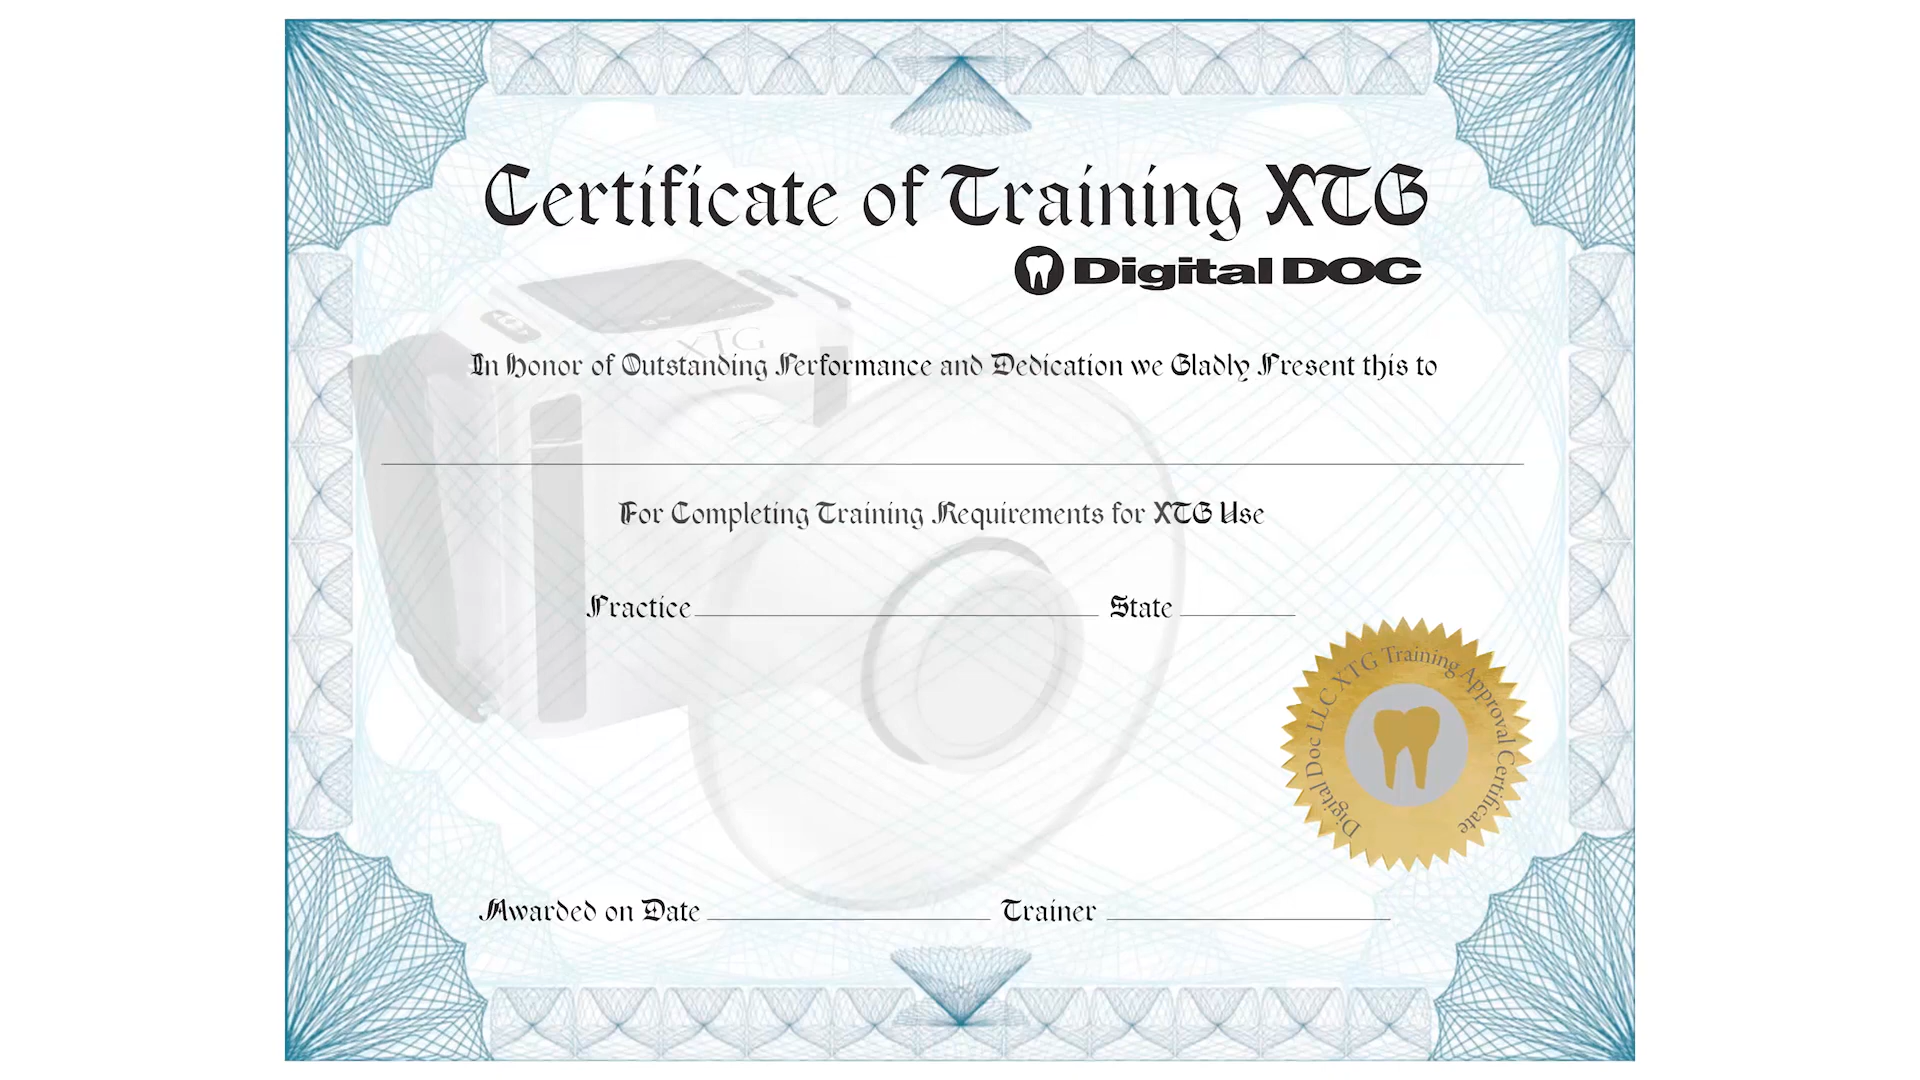 Certificate of Training XTG
Digital DOC
XTG
In Honor of Outstanding Performance and Dedication we Gladly Present this to
For Completing Training Requirements for XTG Use
Practice State
Digital Doc LLC XTG Training Approval Certificate
Awarded on Date Trainer